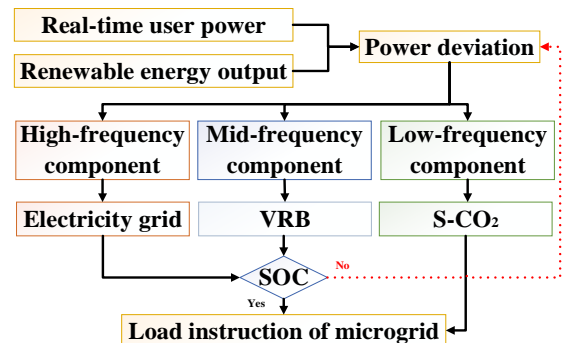 Real-time user power
Power deviation
Renewable energy output
High-frequency
component
Mid-frequency
component
Low-frequency
component
Electricity grid
VRB
S-CO₂
SOC
No
Yes
Load instruction of microgrid